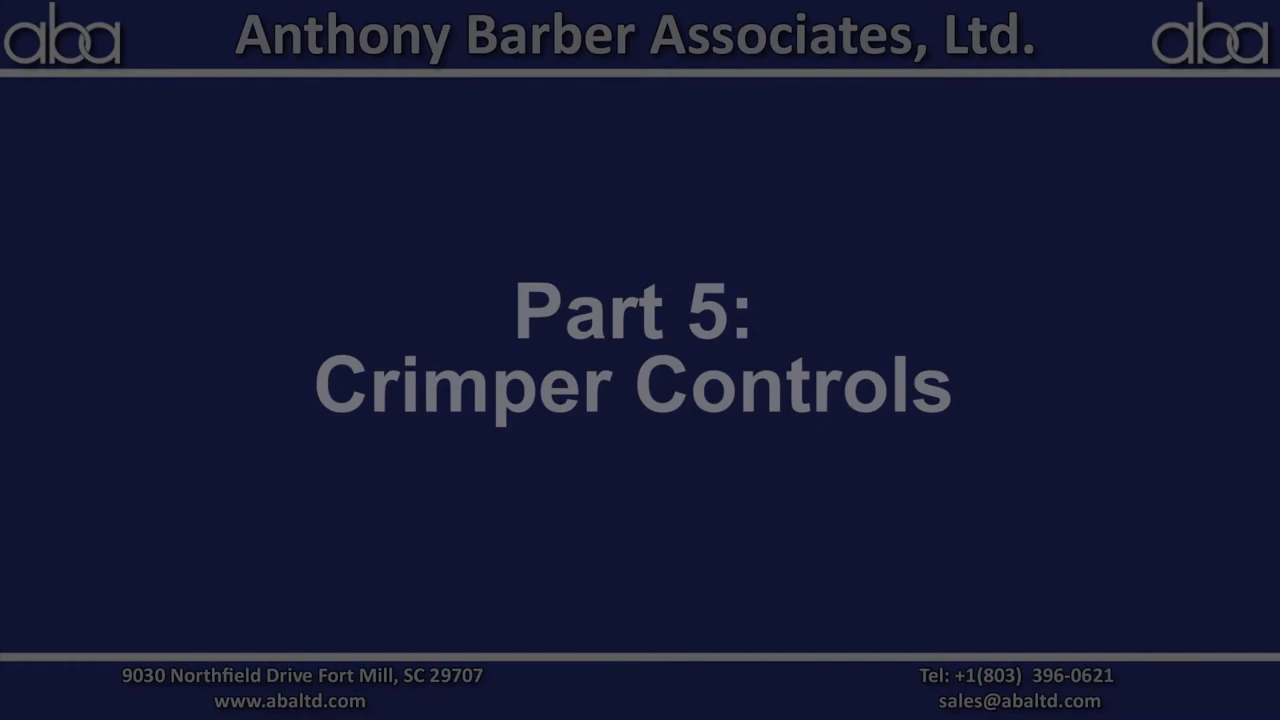 aba Anthony Barber Associates, Ltd. aba
Part 5:
Crimper Controls
9030 Northfield Drive Fort Mill, SC 29707
www.abaltd.com
Tel: +1(803) 396-0621
sales@abaltd.com